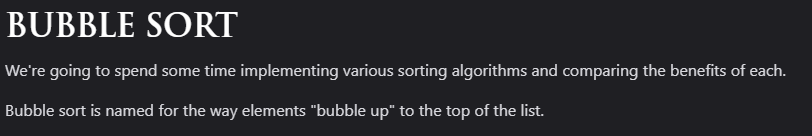 BUBBLE SORT
We're going to spend some time implementing various sorting algorithms and comparing the benefits of each.
Bubble sort is named for the way elements "bubble up" to the top of the list.